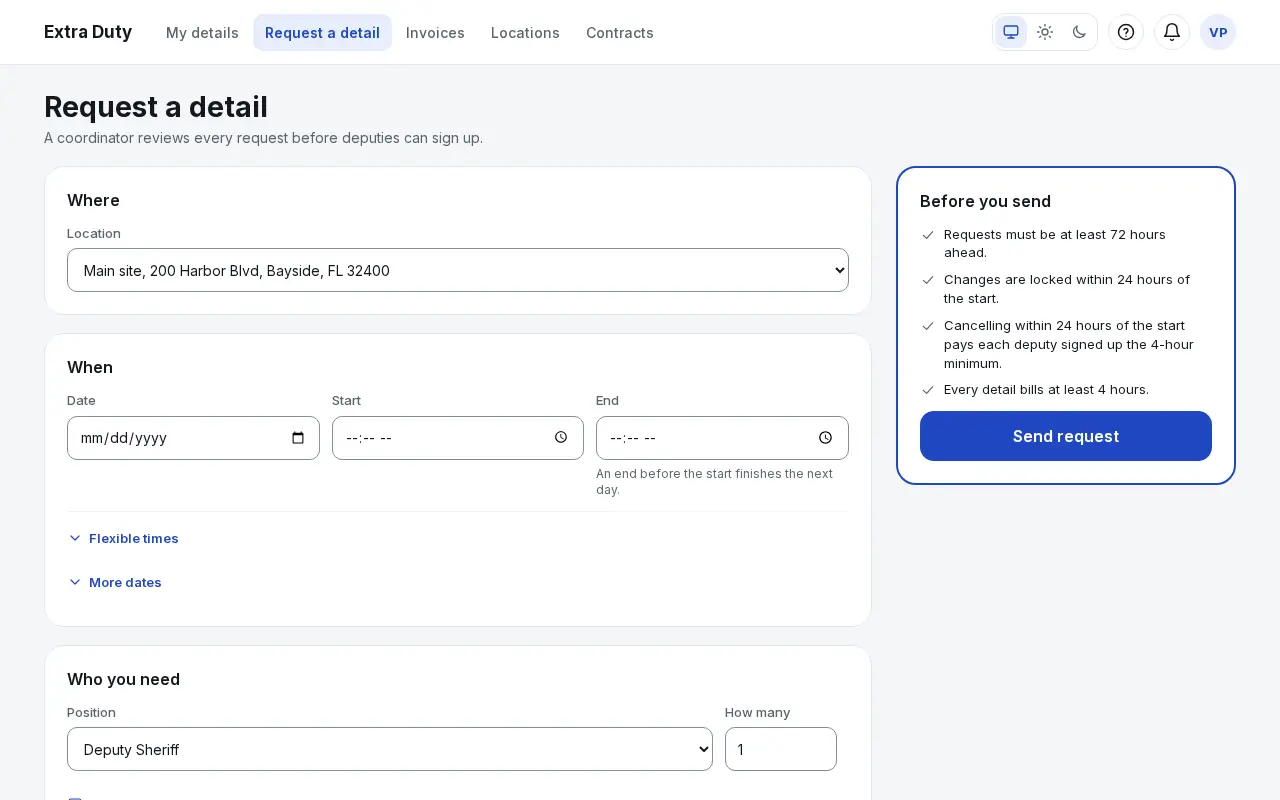 Extra Duty
My details
Request a detail
Invoices
Locations
Contracts
VP
Request a detail
A coordinator reviews every request before deputies can sign up.
Where
Location
Main site, 200 Harbor Blvd, Bayside, FL 32400
When
Date
Start
End
mm/dd/yyyy
--:-- --
--:-- --
An end before the start finishes the next
day.
Flexible times
More dates
Who you need
Position
How many
Deputy Sheriff
1
Before you send
Requests must be at least 72 hours
ahead.
Changes are locked within 24 hours of
the start.
Cancelling within 24 hours of the start
pays each deputy signed up the 4-hour
minimum.
Every detail bills at least 4 hours.
Send request